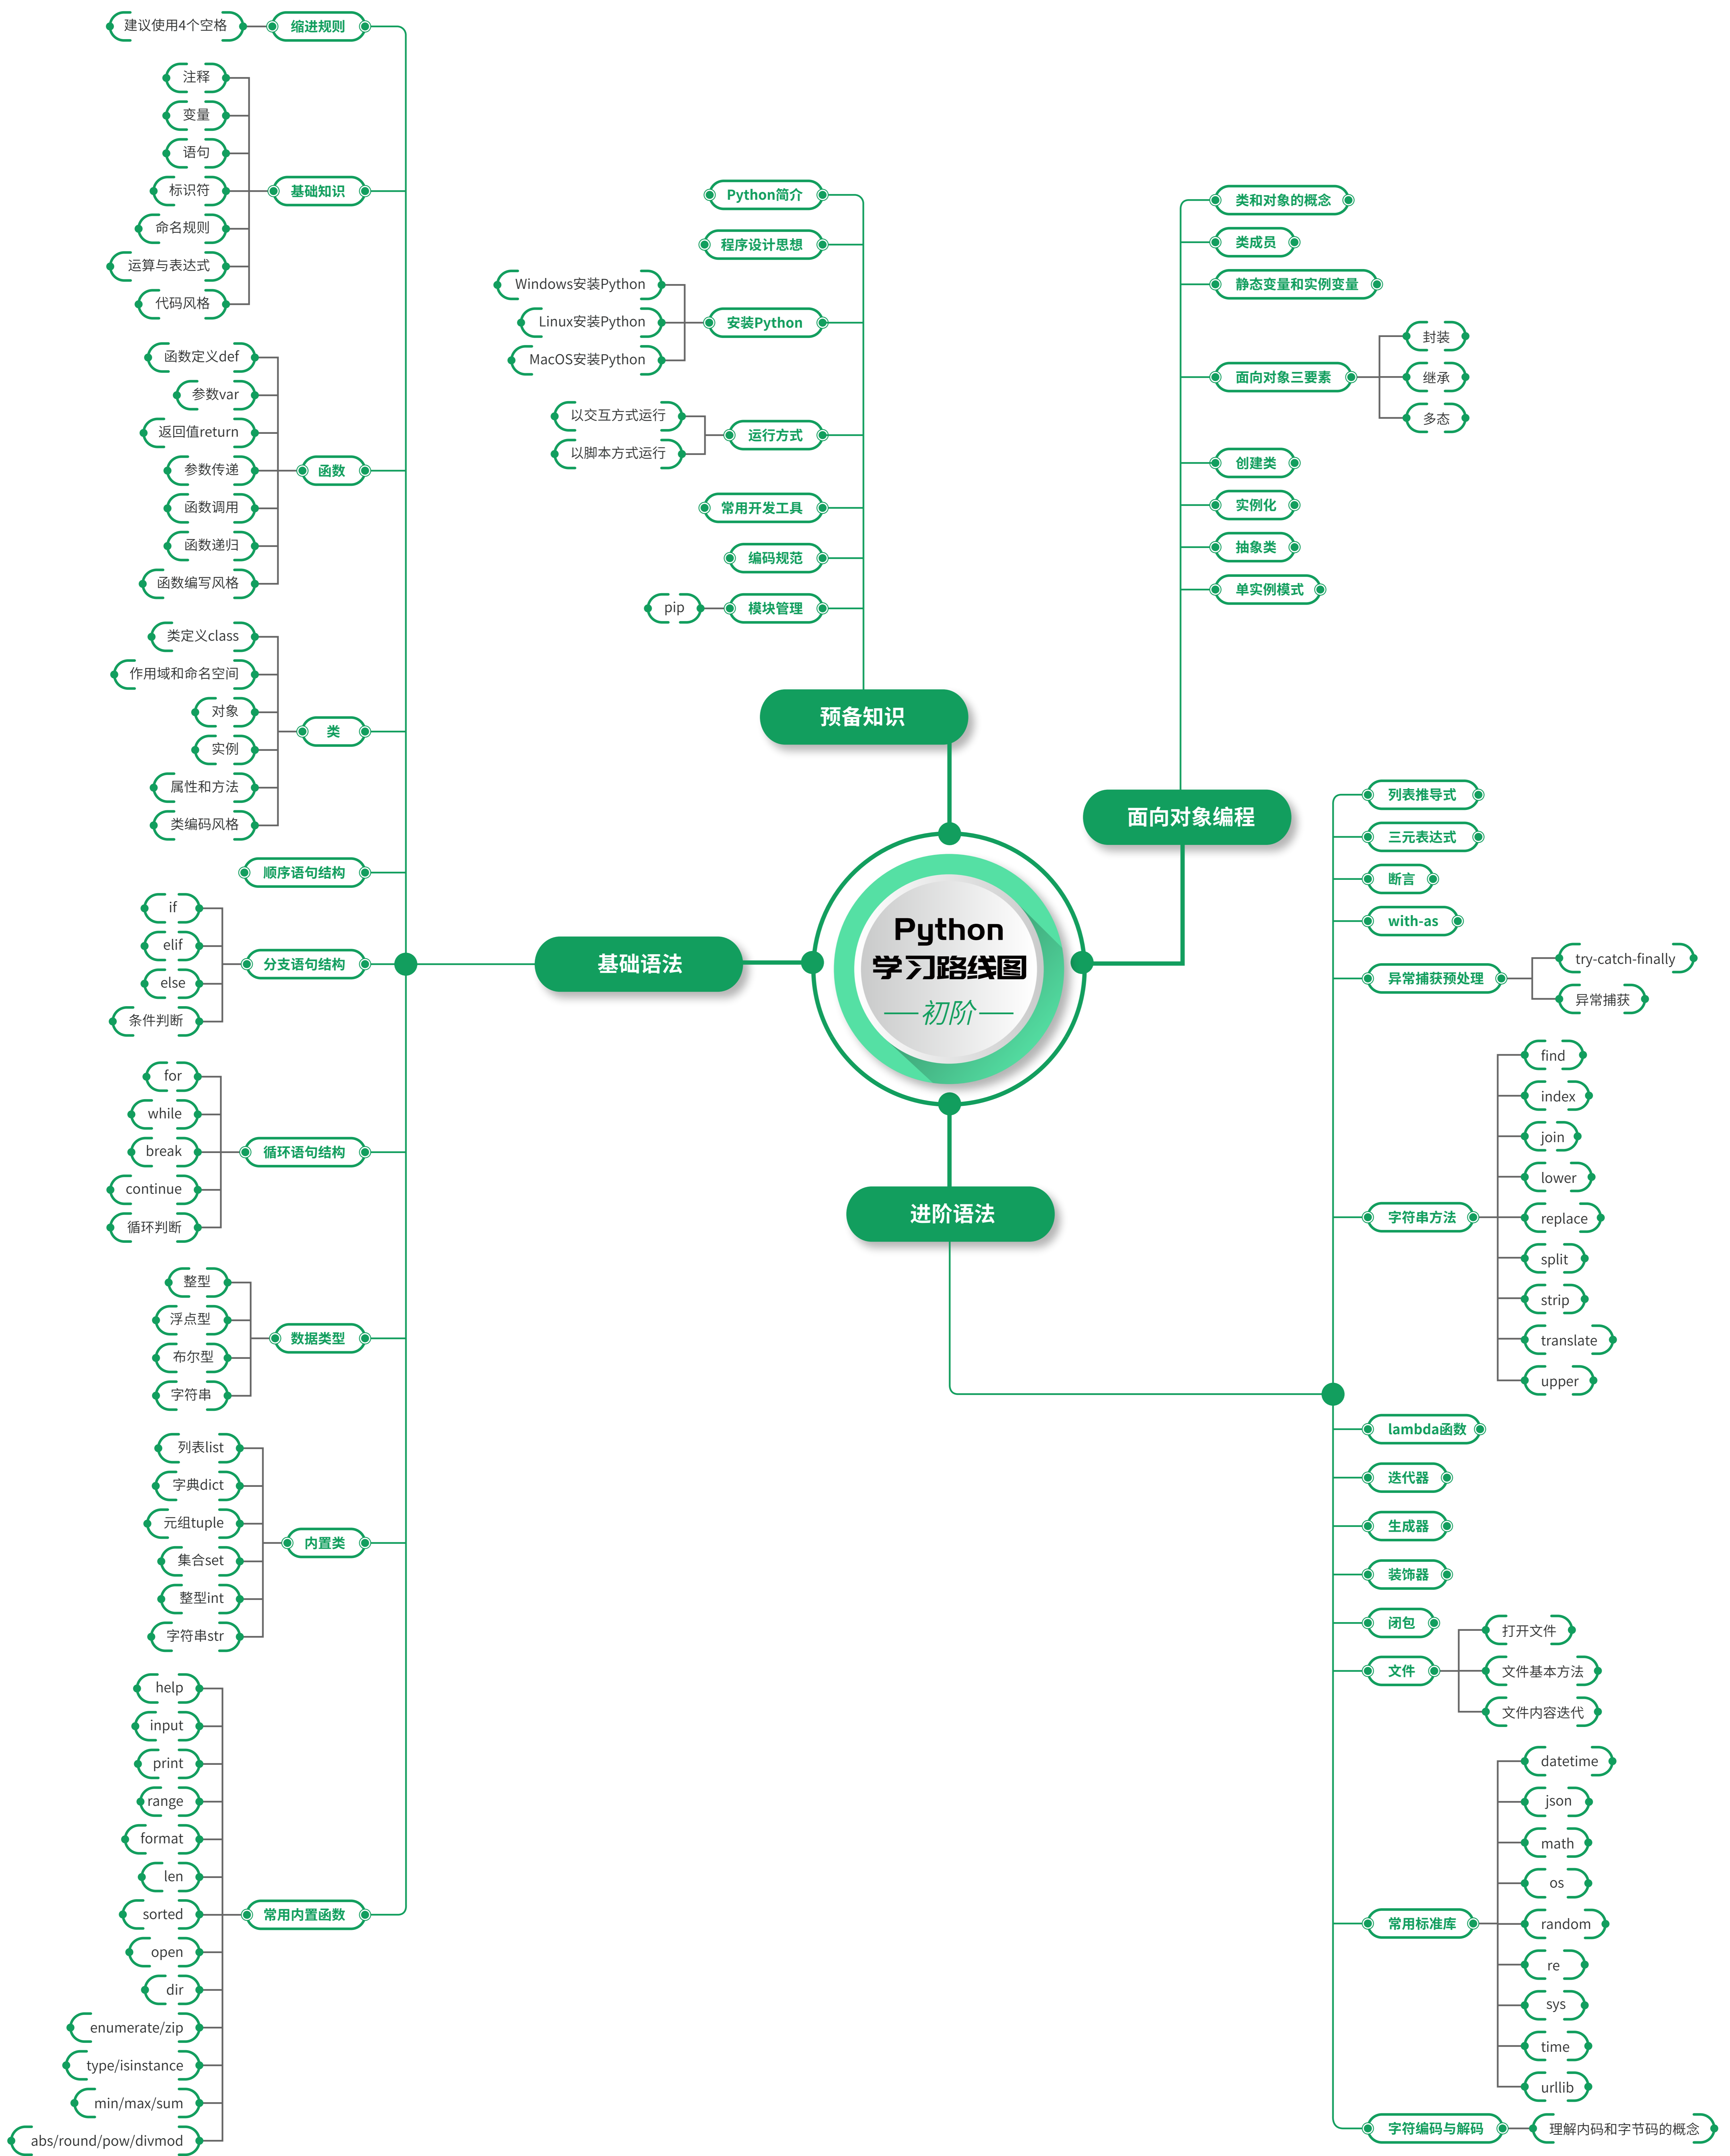 Python
学习路线图
初阶
预备知识
Python简介
程序设计思想
安装Python
Windows安装Python
Linux安装Python
MacOS安装Python
运行方式
以交互方式运行
以脚本方式运行
常用开发工具
编码规范
模块管理
pip
基础语法
缩进规则
建议使用4个空格
基础知识
注释
变量
语句
标识符
命名规则
运算与表达式
代码风格
函数
函数定义def
参数var
返回值return
参数传递
函数调用
函数递归
函数编写风格
类
类定义class
作用域和命名空间
对象
实例
属性和方法
类编码风格
顺序语句结构
分支语句结构
if
elif
else
条件判断
循环语句结构
for
while
break
continue
循环判断
数据类型
整型
浮点型
布尔型
字符串
内置类
列表list
字典dict
元组tuple
集合set
整型int
字符串str
常用内置函数
help
input
print
range
format
len
sorted
open
dir
enumerate/zip
type/isinstance
min/max/sum
abs/round/pow/divmod
面向对象编程
类和对象的概念
类成员
静态变量和实例变量
面向对象三要素
封装
继承
多态
创建类
实例化
抽象类
单实例模式
进阶语法
列表推导式
三元表达式
断言
with-as
异常捕获预处理
try-catch-finally
异常捕获
字符串方法
find
index
join
lower
replace
split
strip
translate
upper
lambda函数
迭代器
生成器
装饰器
闭包
文件
打开文件
文件基本方法
文件内容迭代
常用标准库
datetime
json
math
os
random
re
sys
time
urllib
字符编码与解码
理解内码和字节码的概念